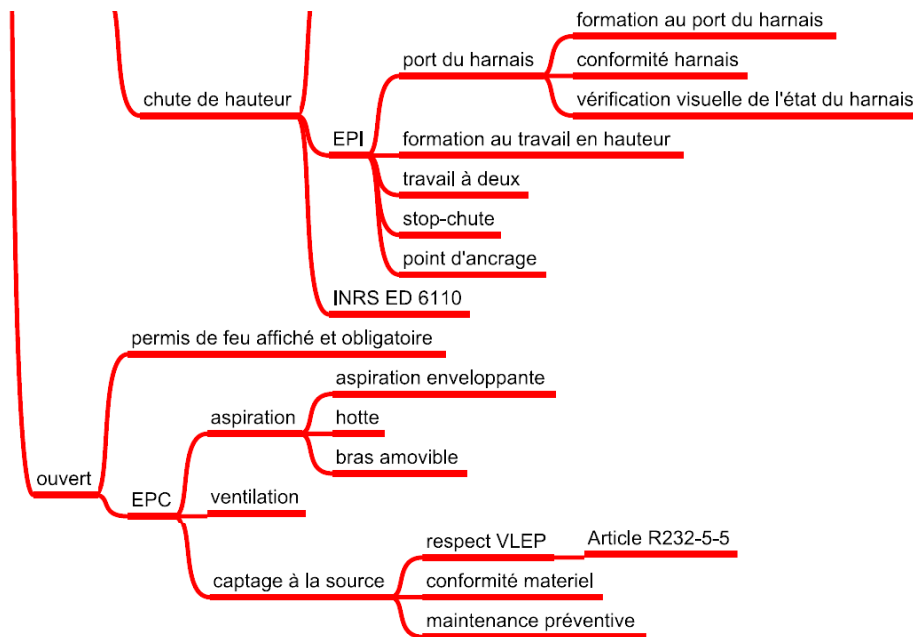 formation au port du harnais
port du harnais
conformité harnais
chute de hauteur
vérification visuelle de l'état du harnais
EPI
formation au travail en hauteur
travail à deux
stop-chute
point d'ancrage
INRS ED 6110
permis de feu affiché et obligatoire
aspiration enveloppante
aspiration
hotte
bras amovible
ouvert
EPC
ventilation
respect VLEP
Article R232-5-5
captage à la source
conformité materiel
maintenance préventive